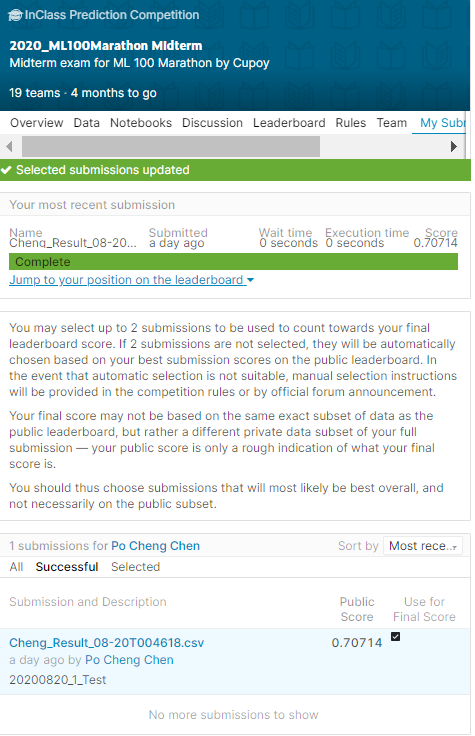 InClass Prediction Competition
2020_ML100Marathon MIdterm
Midterm exam for ML 100 Marathon by Cupoy
19 teams · 4 months to go
Overview Data Notebooks Discussion Leaderboard Rules Team My Subr
Selected submissions updated
Your most recent submission
Name Submitted Wait time Execution time Score
Cheng_Result_08-20... a day ago 0 seconds 0 seconds 0.70714
Complete
Jump to your position on the leaderboard
You may select up to 2 submissions to be used to count towards your final
leaderboard score. If 2 submissions are not selected, they will be automatically
chosen based on your best submission scores on the public leaderboard. In
the event that automatic selection is not suitable, manual selection instructions
will be provided in the competition rules or by official forum announcement.
Your final score may not be based on the same exact subset of data as the
public leaderboard, but rather a different private data subset of your full
submission — your public score is only a rough indication of what your final
score is.
You should thus choose submissions that will most likely be best overall, and
not necessarily on the public subset.
1 submissions for Po Cheng Chen Sort by Most rece...
All Successful Selected
Submission and Description Public Score Use for Final Score
Cheng_Result_08-20T004618.csv 0.70714
a day ago by Po Cheng Chen
20200820_1_Test
No more submissions to show